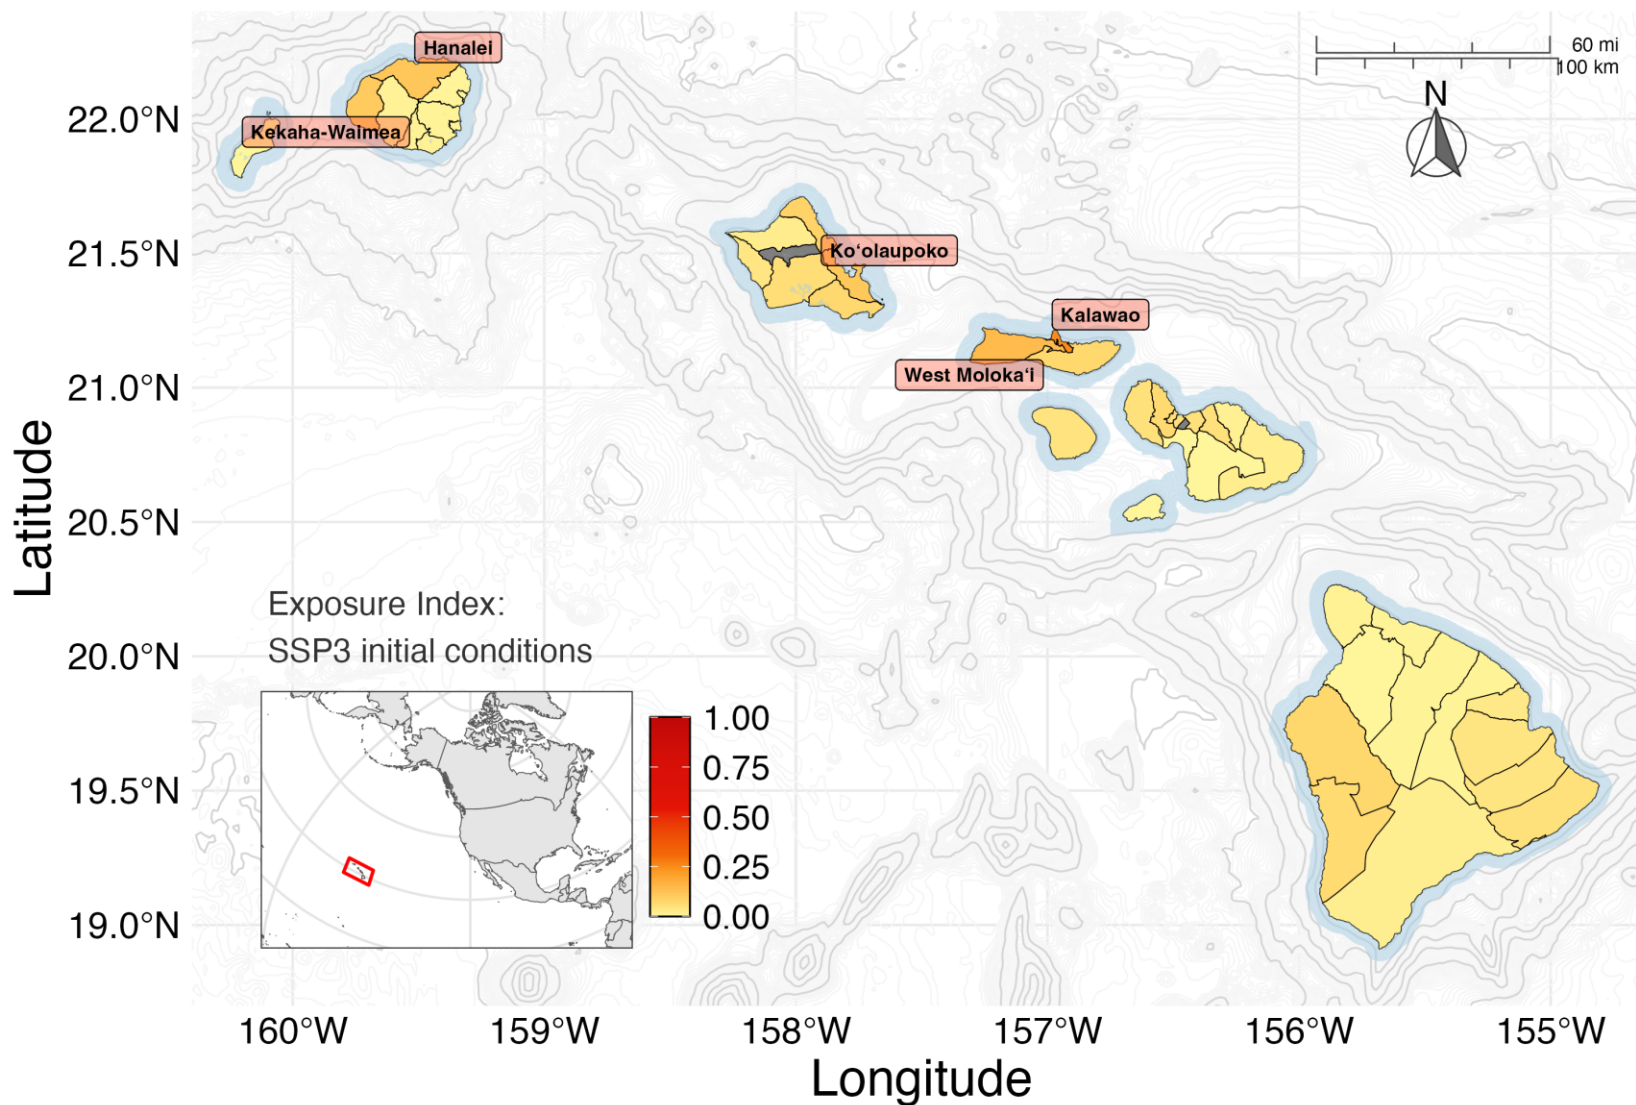 Hanalei
60 mi
100 km
N
22.0°N
Kekaha-Waimea
21.5°N
Koʻolaupoko
Kalawao
21.0°N
West Molokaʻi
20.5°N
Latitude
Exposure Index:
SSP3 initial conditions
20.0°N
1.00
0.75
19.5°N
0.50
0.25
19.0°N
0.00
160°W
159°W
158°W
157°W
156°W
155°W
Longitude